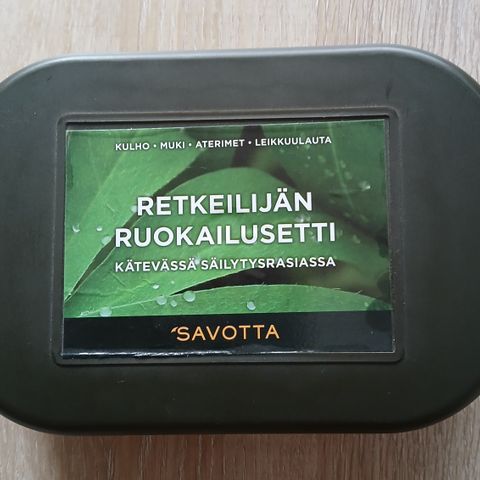 KULHO • MUKI • ATERIMET • LEIKKUULAUTA
RETKEILIJÄN
RUOKAILUSETTI
KÄTEVÄSSÄ SÄILYTYSRASIASSA
SAVOTTA